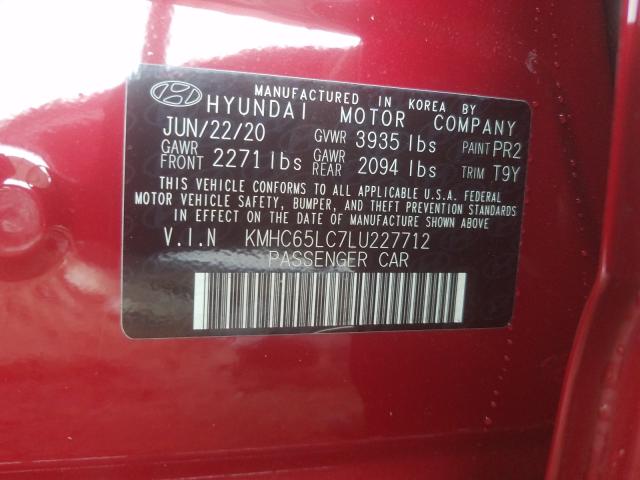 MANUFACTURED IN KOREA BY
HYUNDAI MOTOR COMPANY
JUN/22/20 GVWR 3935 lbs PAINT PR2
GAWR FRONT 2271 lbs GAWR REAR 2094 lbs TRIM T9Y
THIS VEHICLE CONFORMS TO ALL APPLICABLE U.S.A. FEDERAL
MOTOR VEHICLE SAFETY, BUMPER, AND THEFT PREVENTION STANDARDS
IN EFFECT ON THE DATE OF MANUFACTURE SHOWN ABOVE
V.I.N KMHC65LC7LU227712
PASSENGER CAR